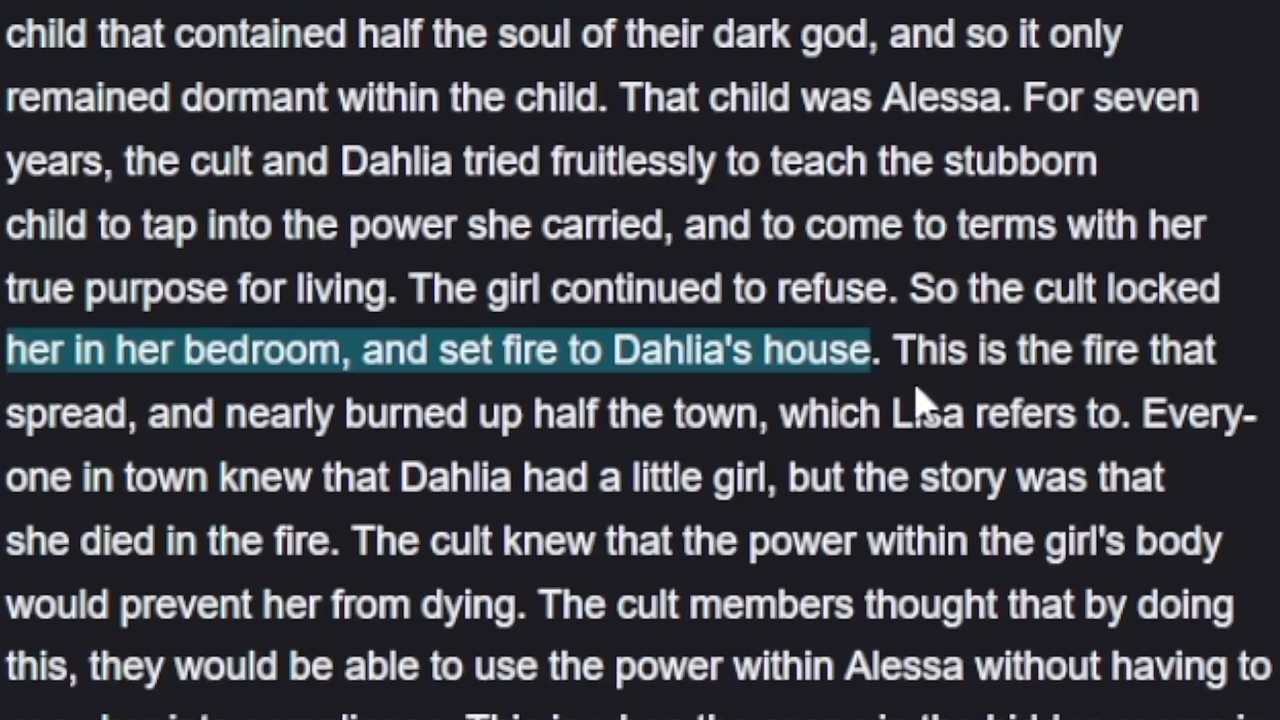 child that contained half the soul of their dark god, and so it only
remained dormant within the child. That child was Alessa. For seven
years, the cult and Dahlia tried fruitlessly to teach the stubborn
child to tap into the power she carried, and to come to terms with her
true purpose for living. The girl continued to refuse. So the cult locked
her in her bedroom, and set fire to Dahlia's house. This is the fire that
spread, and nearly burned up half the town, which Lisa refers to. Every-
one in town knew that Dahlia had a little girl, but the story was that
she died in the fire. The cult knew that the power within the girl's body
would prevent her from dying. The cult members thought that by doing
this, they would be able to use the power within Alessa without having to